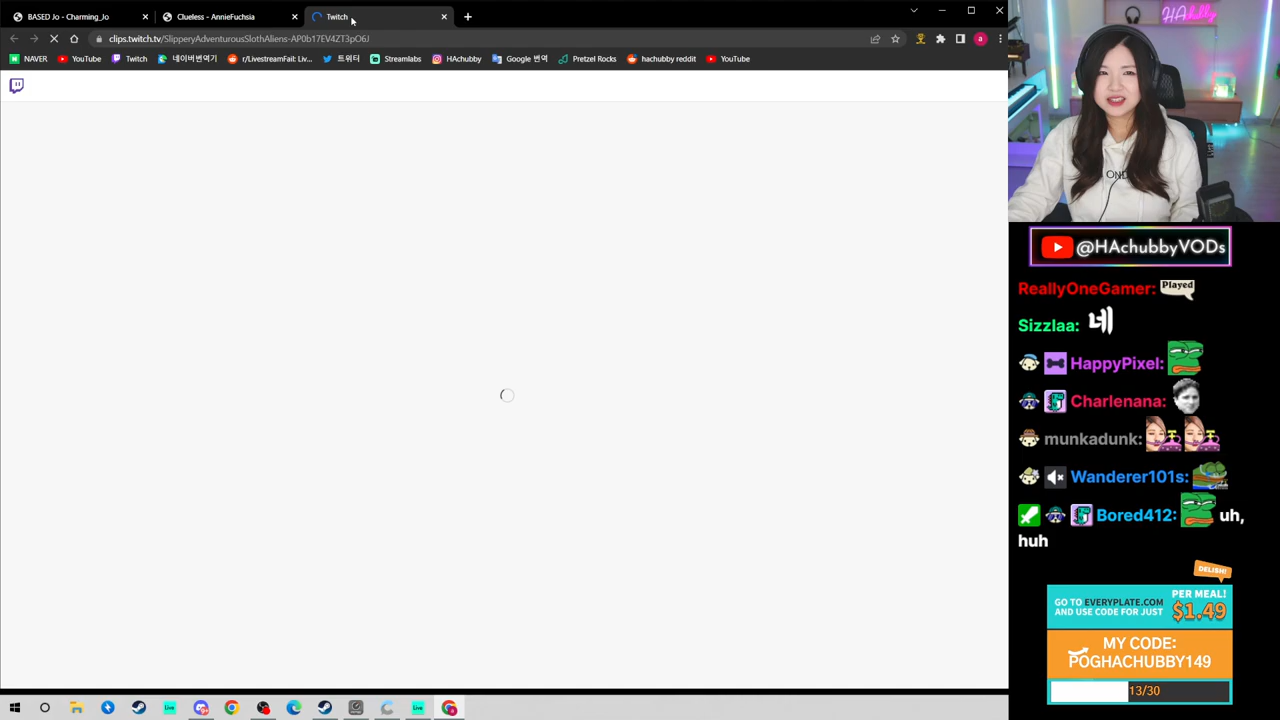 BASED Jo - Charming_Jo
Clueless - AnnieFuchsia
Twitch
clips.twitch.tv/SlipperyAdventurousSlothAliens-AP0b17EV4ZT3pO6J
NAVER
YouTube
Twitch
네이버번역기
r/LivestreamFail: Liv...
트위터
Streamlabs
HAchubby
Google 번역
Pretzel Rocks
hachubby reddit
YouTube
HAchubby
@HAchubbyVODs
ReallyOneGamer: Played
Sizzlaa: 네
HappyPixel:
Charlenana:
munkadunk:
Wanderer101s:
Bored412: uh,
huh
DELISH!
GO TO EVERYPLATE.COM
AND USE CODE FOR JUST
PER MEAL!
$1.49
MY CODE:
POGHACHUBBY149
13/30
Live
Live